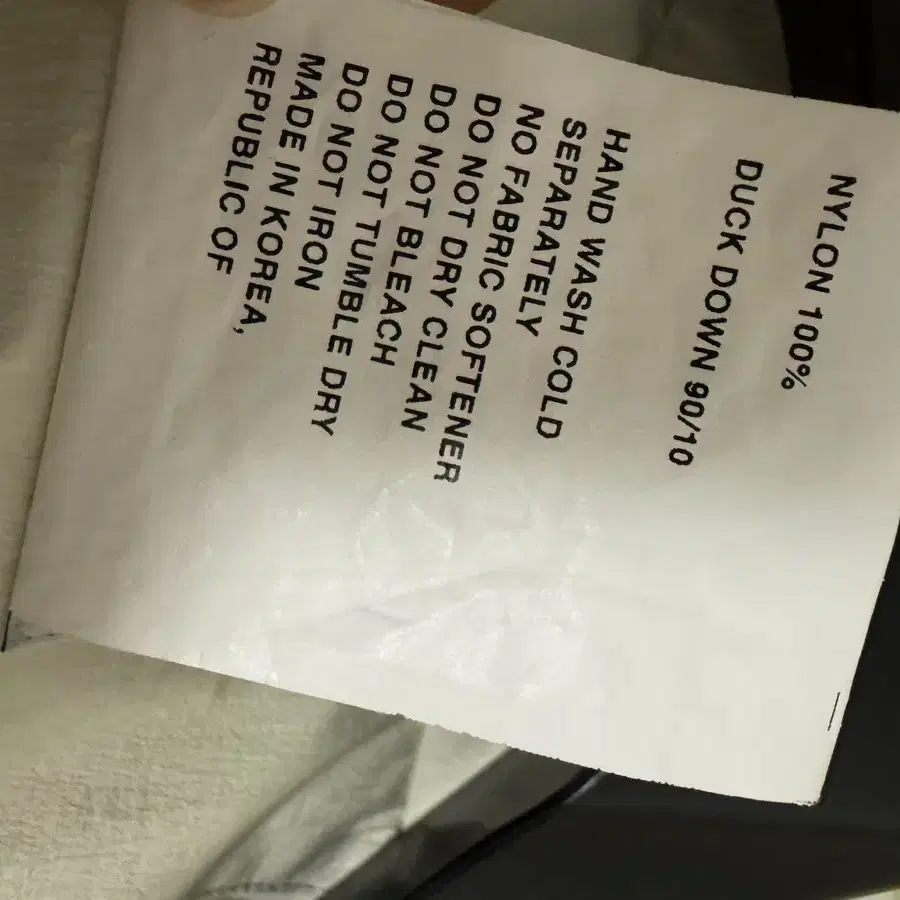 NYLON 100%
DUCK DOWN 90/10
HAND WASH COLD
SEPARATELY
NO FABRIC SOFTENER
DO NOT DRY CLEAN
DO NOT BLEACH
DO NOT TUMBLE DRY
DO NOT IRON
MADE IN KOREA,
REPUBLIC OF